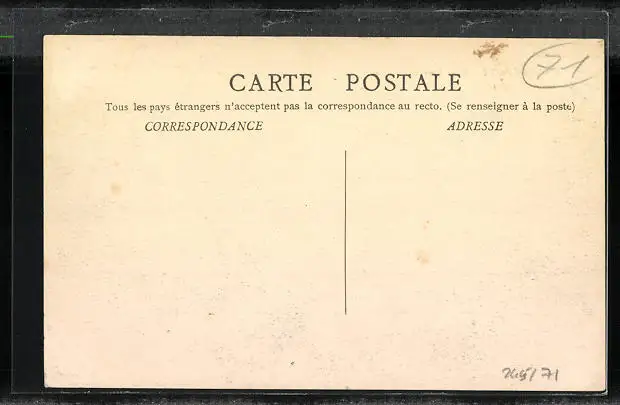 71
CARTE POSTALE
Tous les pays étrangers n'acceptent pas la correspondance au recto. (Se renseigner à la poste)
CORRESPONDANCE ADRESSE
71